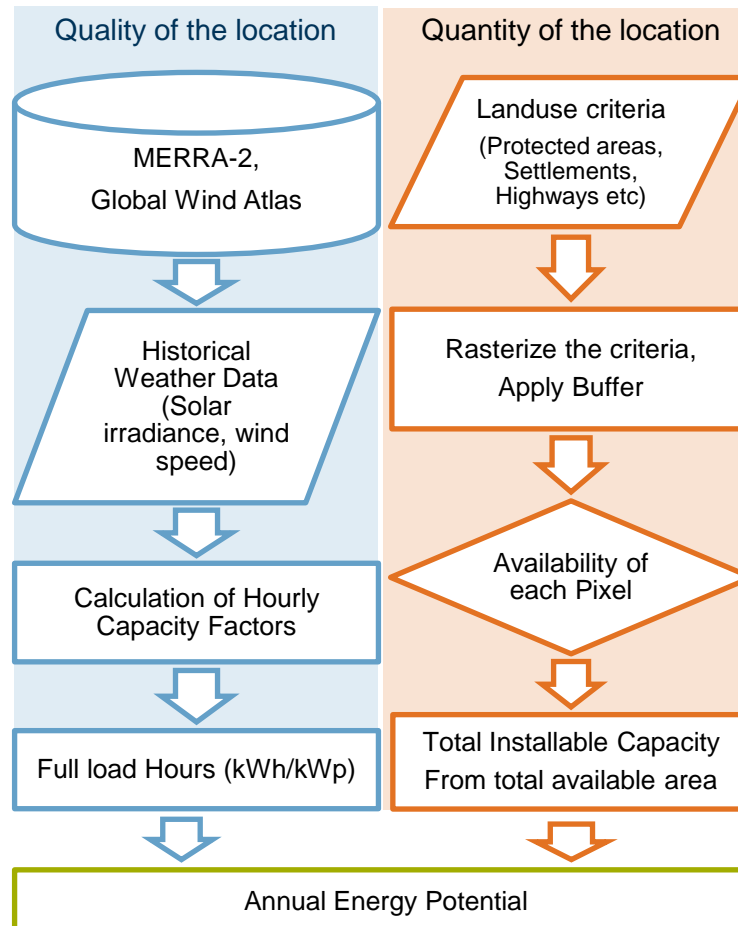 Quality of the location
MERRA-2,
Global Wind Atlas
Historical
Weather Data
(Solar
irradiance, wind
speed)
Calculation of Hourly
Capacity Factors
Full load Hours (kWh/kWp)
Quantity of the location
Landuse criteria
(Protected areas,
Settlements,
Highways etc)
Rasterize the criteria,
Apply Buffer
Availability of
each Pixel
Total Installable Capacity
From total available area
Annual Energy Potential